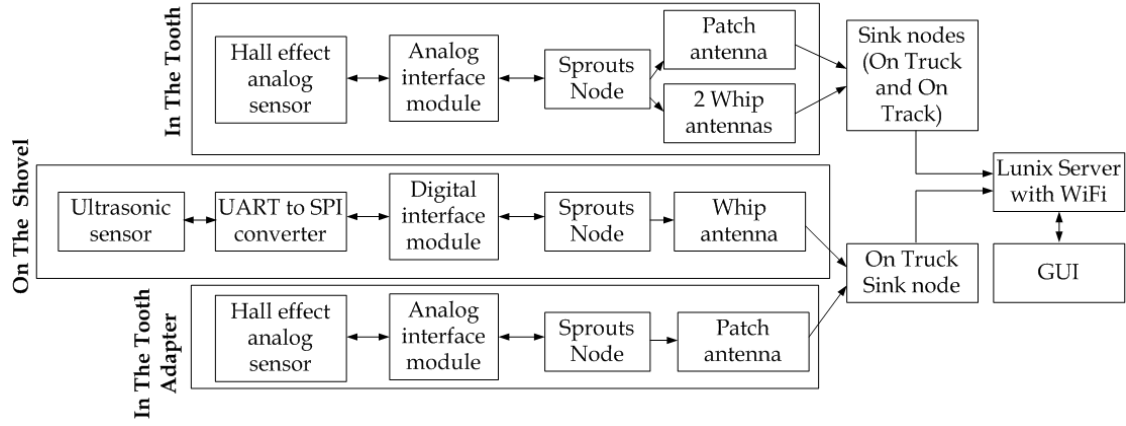 In The Tooth
Hall effect
analog
sensor
Analog
interface
module
Sprouts
Node
Patch
antenna
2 Whip
antennas
Sink nodes
(On Truck
and On
Track)
On The Shovel
Ultrasonic
sensor
UART to SPI
converter
Digital
interface
module
Sprouts
Node
Whip
antenna
Lunix Server
with WiFi
On Truck
Sink node
GUI
In The Tooth
Adapter
Hall effect
analog
sensor
Analog
interface
module
Sprouts
Node
Patch
antenna